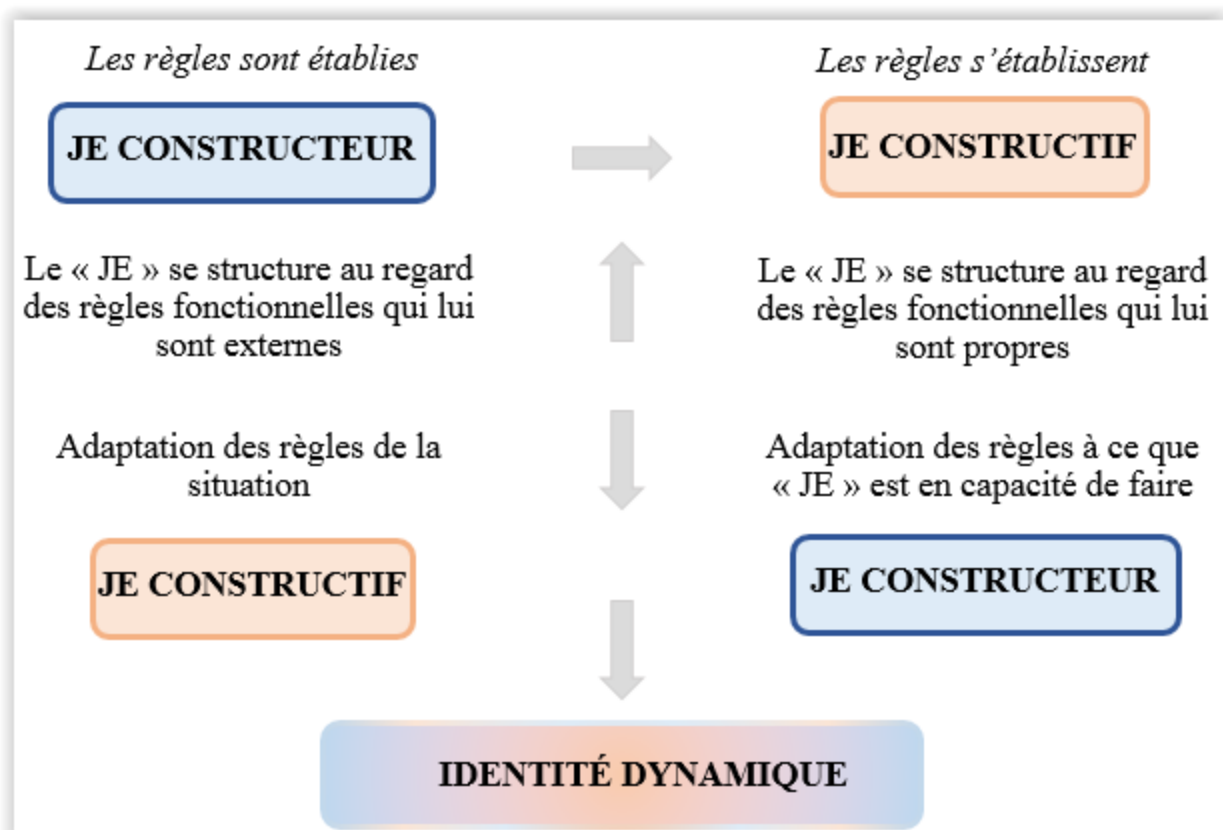 Les règles sont établies
JE CONSTRUCTEUR
Le « JE » se structure au regard
des règles fonctionnelles qui lui
sont externes
Adaptation des règles de la
situation
JE CONSTRUCTIF
Les règles s’établissent
JE CONSTRUCTIF
Le « JE » se structure au regard
des règles fonctionnelles qui lui
sont propres
Adaptation des règles à ce que
« JE » est en capacité de faire
JE CONSTRUCTEUR
IDENTITÉ DYNAMIQUE